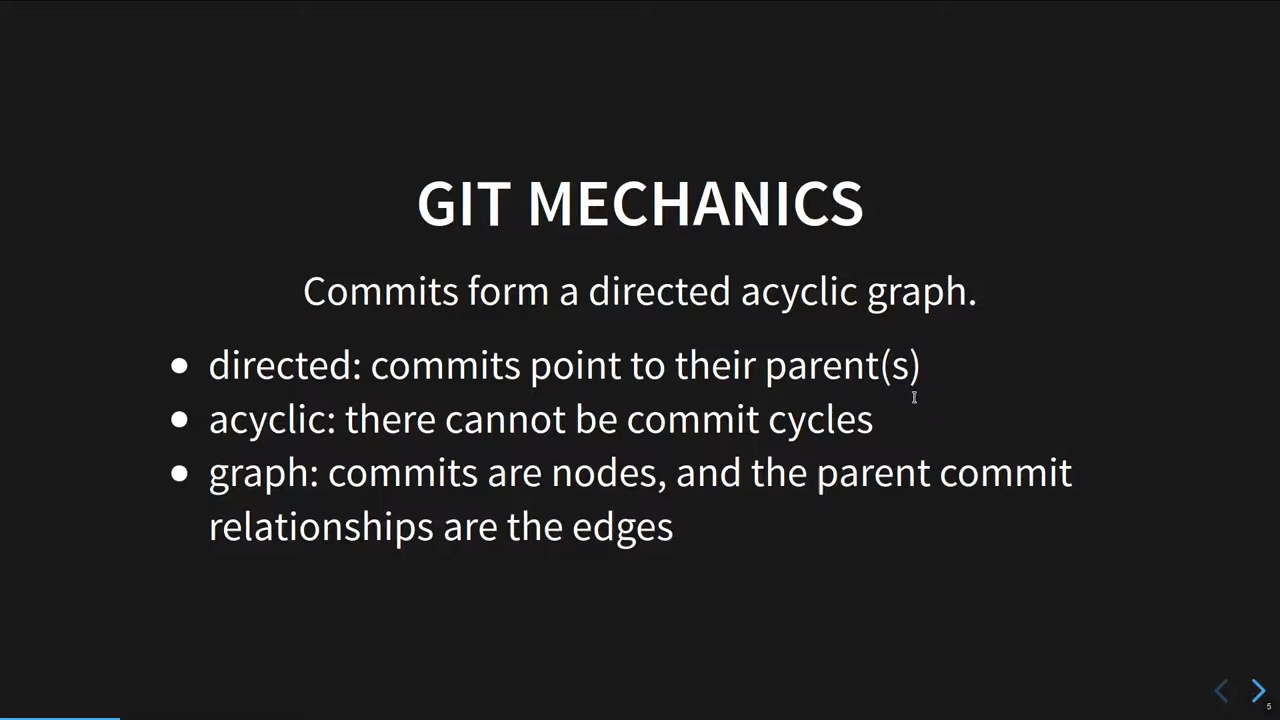 GIT MECHANICS
Commits form a directed acyclic graph.
directed: commits point to their parent(s)
acyclic: there cannot be commit cycles
graph: commits are nodes, and the parent commit
relationships are the edges
5